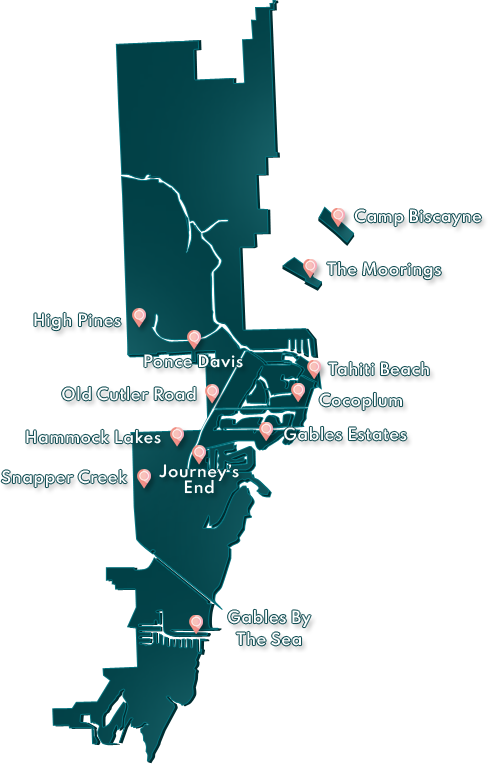 Camp Biscayne
The Moorings
High Pines
Ponce Davis
Tahiti Beach
Old Cutler Road
Cocoplum
Hammock Lakes
Gables Estates
Snapper Creek
Journey's
End
Gables By
The Sea